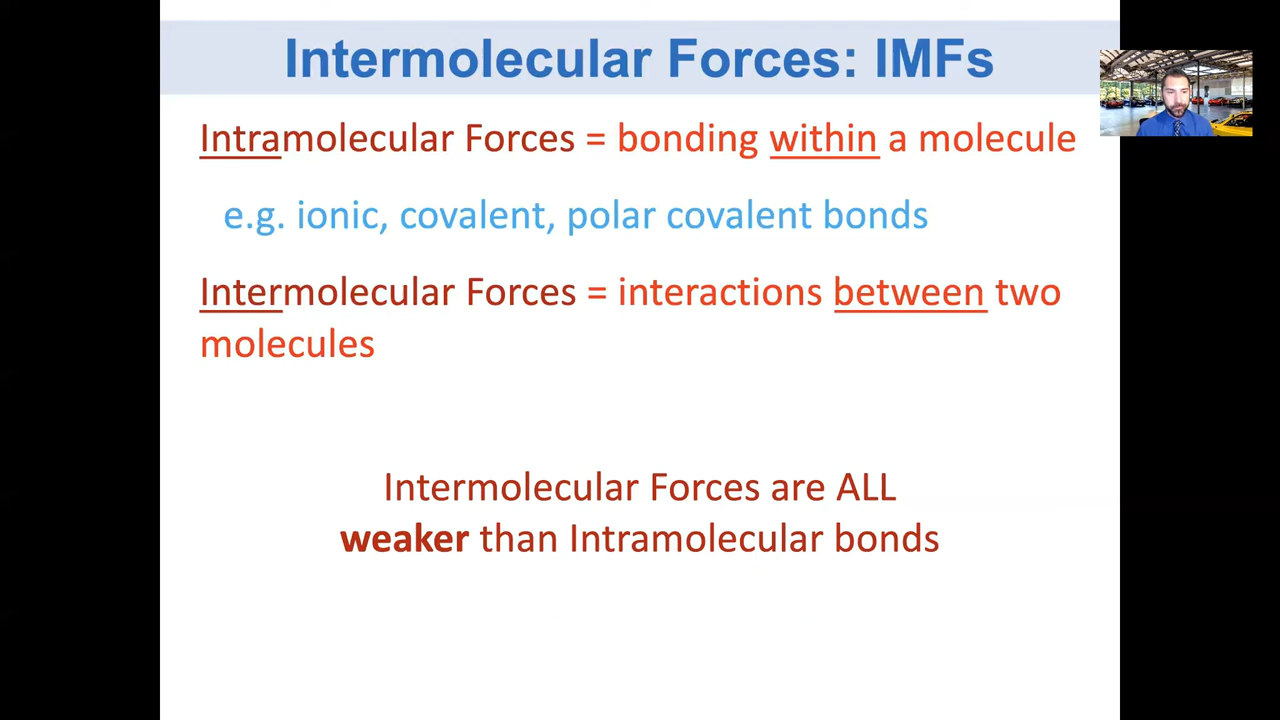 Intermolecular Forces: IMFs
Intramolecular Forces = bonding within a molecule
e.g. ionic, covalent, polar covalent bonds
Intermolecular Forces = interactions between two
molecules
Intermolecular Forces are ALL
weaker than Intramolecular bonds